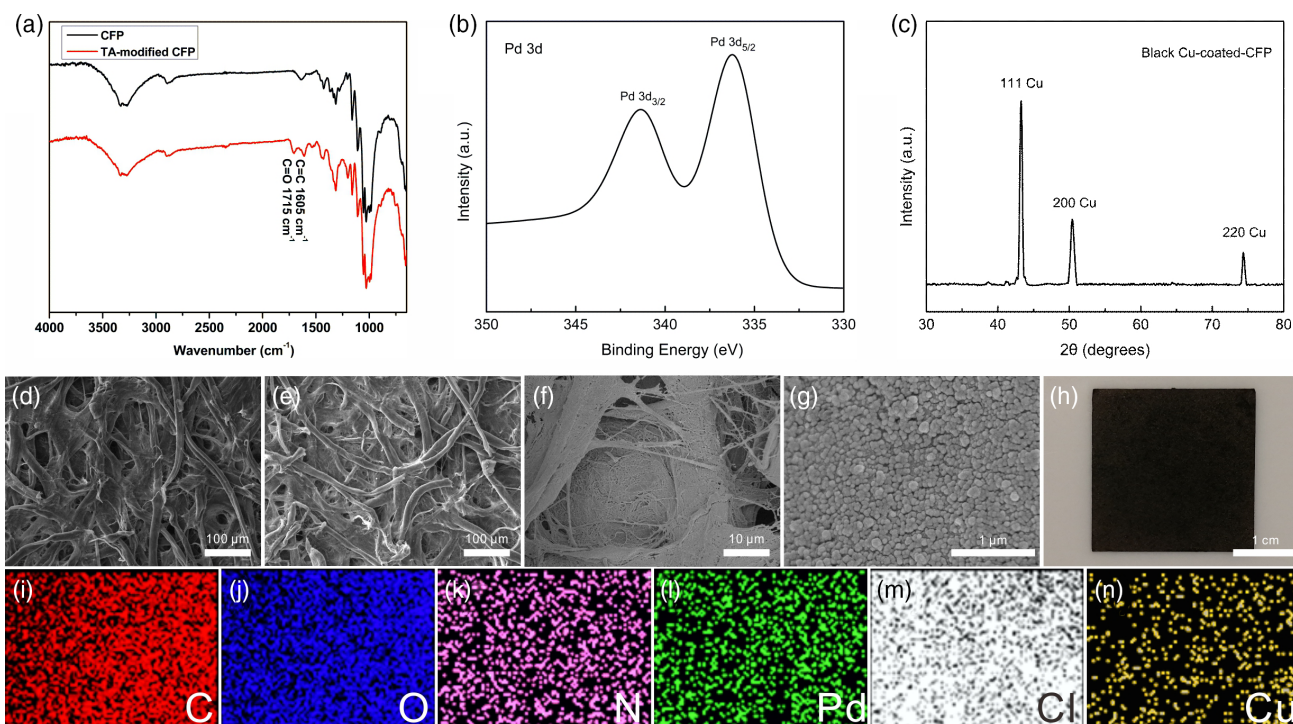 (a)
CFP
TA-modified CFP
C=C 1605 cm⁻¹
C=O 1715 cm⁻¹
4000 3500 3000 2500 2000 1500 1000
Wavenumber (cm⁻¹)
(b)
Pd 3d
Pd 3d₅/₂
Pd 3d₃/₂
Intensity (a.u.)
350 345 340 335 330
Binding Energy (eV)
(c)
Black Cu-coated-CFP
111 Cu
200 Cu
220 Cu
Intensity (a.u.)
30 40 50 60 70 80
2θ (degrees)
(d)
100 µm
(e)
100 µm
(f)
10 µm
(g)
1 µm
(h)
1 cm
(i)
C
(j)
O
(k)
N
(l)
Pd
(m)
Cl
(n)
Cu